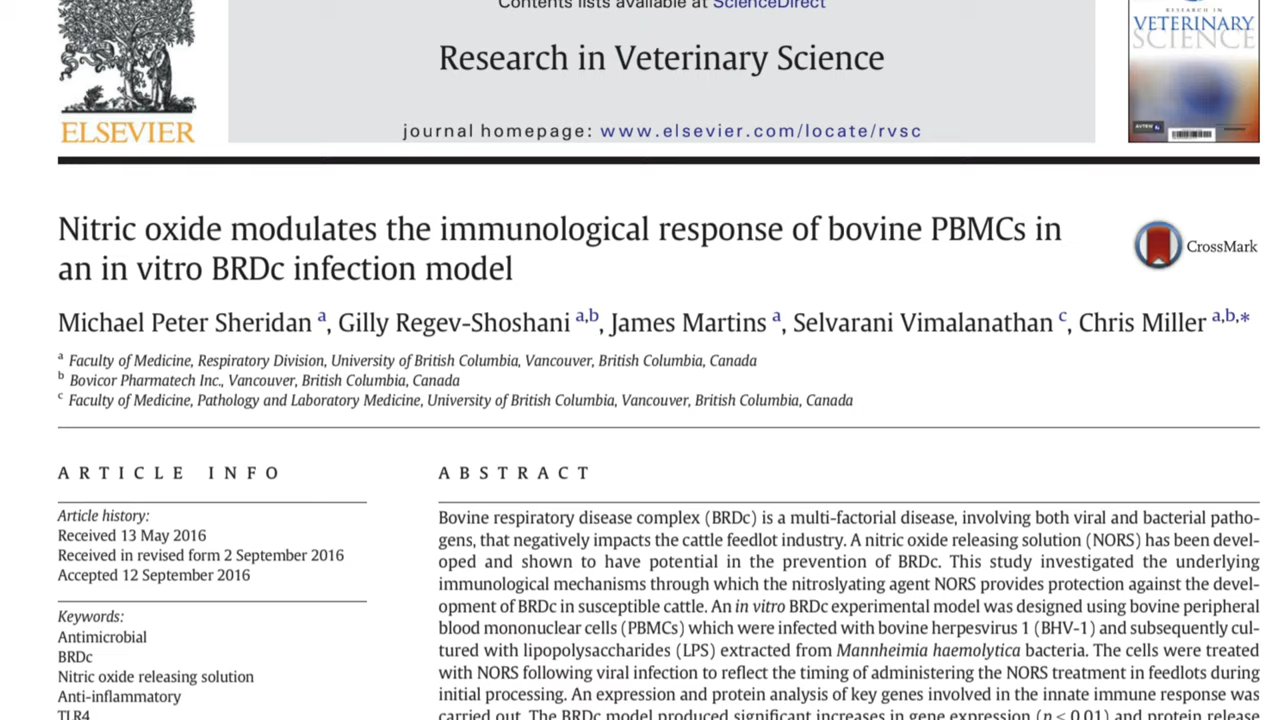 Contents lists available at ScienceDirect
Research in Veterinary Science
journal homepage: www.elsevier.com/locate/rvsc
ELSEVIER
RESEARCH IN
VETERINARY
SCIENCE
Nitric oxide modulates the immunological response of bovine PBMCs in
an in vitro BRDc infection model
CrossMark
Michael Peter Sheridan a, Gilly Regev-Shoshani a,b, James Martins a, Selvarani Vimalanathan c, Chris Miller a,b,*
a Faculty of Medicine, Respiratory Division, University of British Columbia, Vancouver, British Columbia, Canada
b Bovicor Pharmatech Inc., Vancouver, British Columbia, Canada
c Faculty of Medicine, Pathology and Laboratory Medicine, University of British Columbia, Vancouver, British Columbia, Canada
ARTICLE INFO
Article history:
Received 13 May 2016
Received in revised form 2 September 2016
Accepted 12 September 2016
Keywords:
Antimicrobial
BRDc
Nitric oxide releasing solution
Anti-inflammatory
TLR4
ABSTRACT
Bovine respiratory disease complex (BRDc) is a multi-factorial disease, involving both viral and bacterial patho-
gens, that negatively impacts the cattle feedlot industry. A nitric oxide releasing solution (NORS) has been devel-
oped and shown to have potential in the prevention of BRDc. This study investigated the underlying
immunological mechanisms through which the nitroslyating agent NORS provides protection against the devel-
opment of BRDc in susceptible cattle. An in vitro BRDc experimental model was designed using bovine peripheral
blood mononuclear cells (PBMCs) which were infected with bovine herpesvirus 1 (BHV-1) and subsequently cul-
tured with lipopolysaccharides (LPS) extracted from Mannheimia haemolytica bacteria. The cells were treated
with NORS following viral infection to reflect the timing of administering the NORS treatment in feedlots during
initial processing. An expression and protein analysis of key genes involved in the innate immune response was
carried out. The BRDc model produced significant increases in gene expression (p < 0.01) and protein release